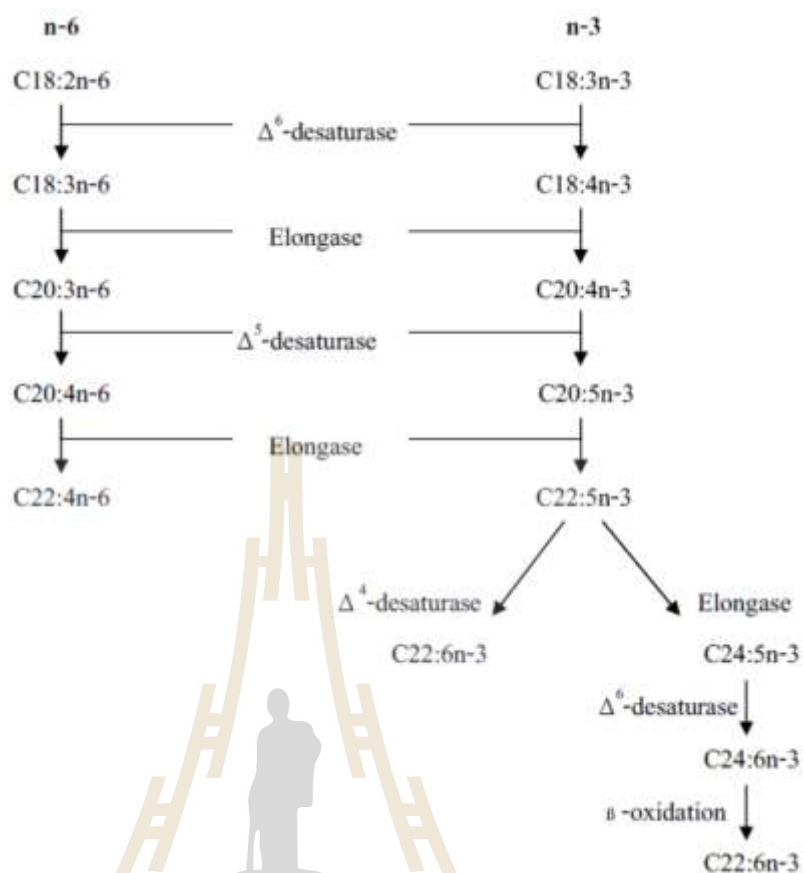 n-6 n-3
C18:2n-6 C18:3n-3
Δ⁶-desaturase
C18:3n-6 C18:4n-3
Elongase
C20:3n-6 C20:4n-3
Δ⁵-desaturase
C20:4n-6 C20:5n-3
Elongase
C22:4n-6 C22:5n-3
Δ⁴-desaturase Elongase
C22:6n-3 C24:5n-3
Δ⁶-desaturase
C24:6n-3
ß-oxidation
C22:6n-3